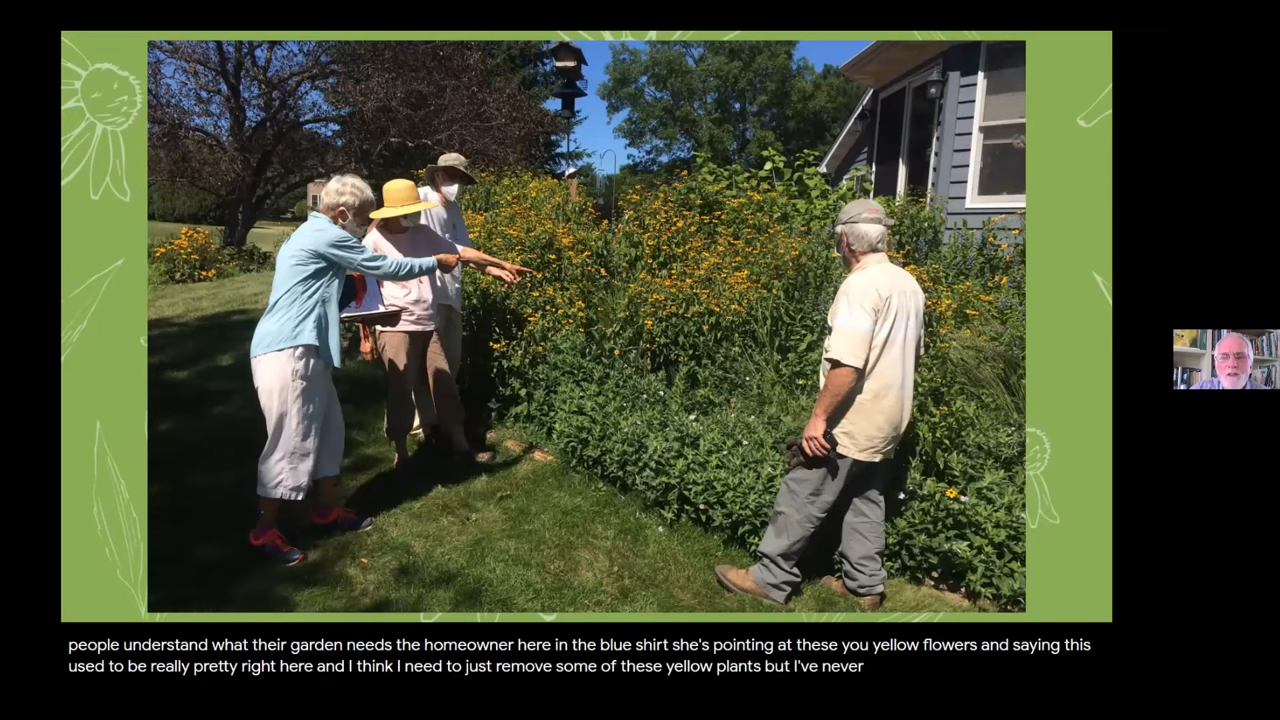 people understand what their garden needs the homeowner here in the blue shirt she's pointing at these you yellow flowers and saying this
used to be really pretty right here and I think I need to just remove some of these yellow plants but I've never